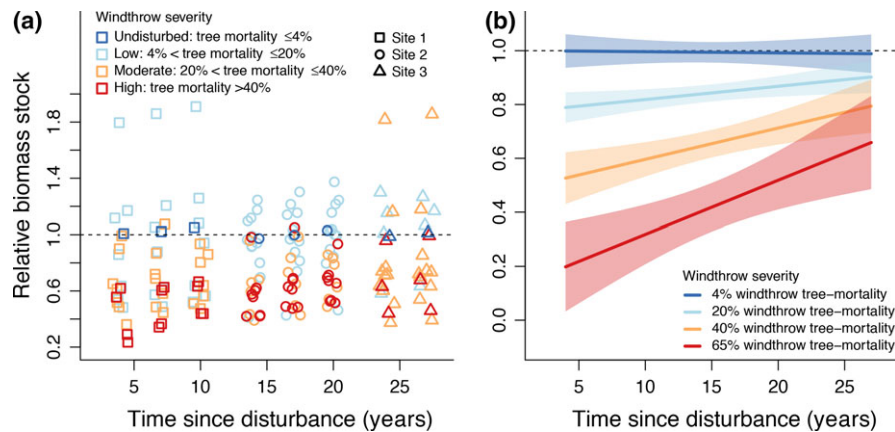 (a)
Windthrow severity
Undisturbed: tree mortality ≤4%
Low: 4% < tree mortality ≤20%
Moderate: 20% < tree mortality ≤40%
High: tree mortality >40%
Site 1
Site 2
Site 3
Relative biomass stock
1.8
1.4
1.0
0.6
0.2
5 10 15 20 25
Time since disturbance (years)
(b)
1.0
0.8
0.6
0.4
0.2
0.0
Windthrow severity
4% windthrow tree−mortality
20% windthrow tree−mortality
40% windthrow tree−mortality
65% windthrow tree−mortality
5 10 15 20 25
Time since disturbance (years)